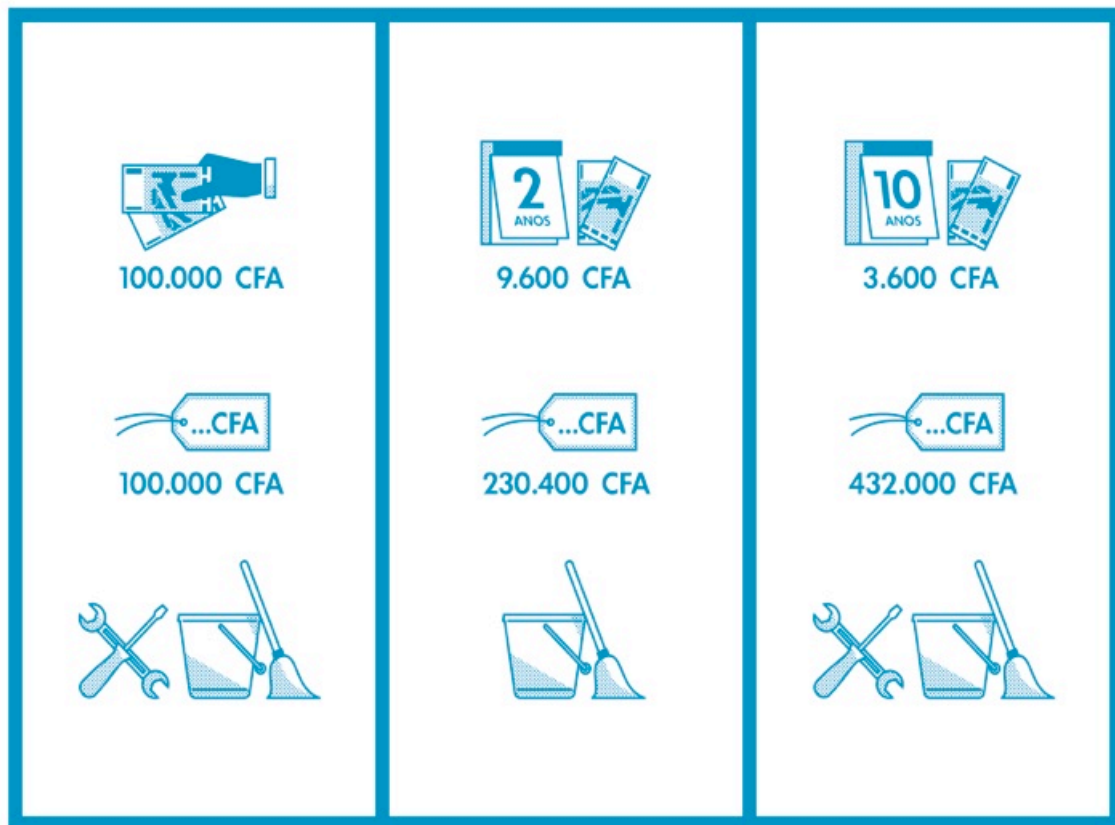 100.000 CFA
...CFA
100.000 CFA
2
ANOS
9.600 CFA
...CFA
230.400 CFA
10
ANOS
3.600 CFA
...CFA
432.000 CFA